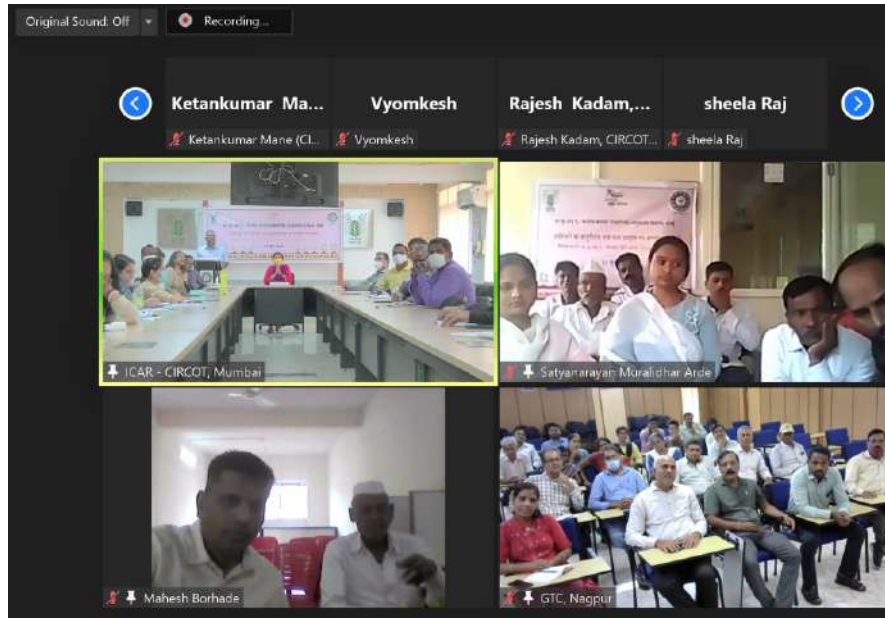 Original Sound: Off
Recording...
Ketankumar Ma...
Vyomkesh
Rajesh Kadam,...
sheela Raj
Ketankumar Mane (CI...
Vyomkesh
Rajesh Kadam, CIRCOT...
sheela Raj
ICAR - CIRCOT, Mumbai
Satyanarayan Muralidhar Arde
Mahesh Borhade
GTC, Nagpur